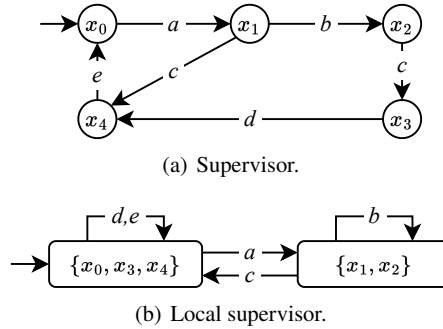 x₀ a x₁ b x₂
e c c
x₄ d x₃
(a) Supervisor.
d,e b
{x₀, x₃, x₄} a {x₁, x₂}
c
(b) Local supervisor.